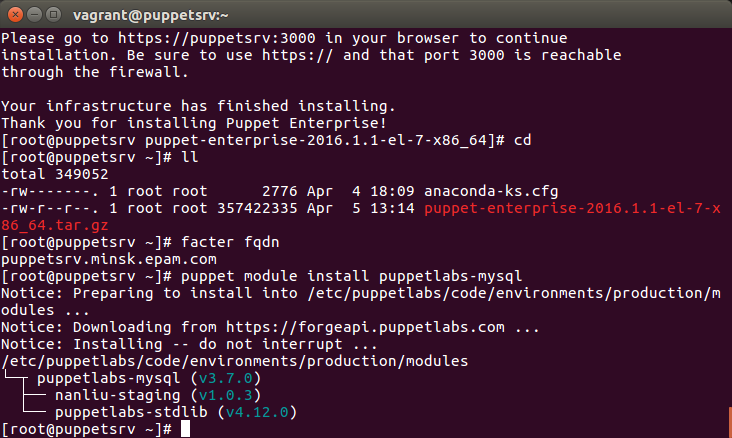 vagrant@puppetsrv:~
Please go to https://puppetsrv:3000 in your browser to continue
installation. Be sure to use https:// and that port 3000 is reachable
through the firewall.
Your infrastructure has finished installing.
Thank you for installing Puppet Enterprise!
[root@puppetsrv puppet-enterprise-2016.1.1-el-7-x86_64]# cd
[root@puppetsrv ~]# ll
total 349052
-rw-------. 1 root root      2776 Apr  4 18:09 anaconda-ks.cfg
-rw-r--r--. 1 root root 357422335 Apr  5 13:14 puppet-enterprise-2016.1.1-el-7-x
86_64.tar.gz
[root@puppetsrv ~]# facter fqdn
puppetsrv.minsk.epam.com
[root@puppetsrv ~]# puppet module install puppetlabs-mysql
Notice: Preparing to install into /etc/puppetlabs/code/environments/production/m
odules ...
Notice: Downloading from https://forgeapi.puppetlabs.com ...
Notice: Installing -- do not interrupt ...
/etc/puppetlabs/code/environments/production/modules
└─┬ puppetlabs-mysql (v3.7.0)
  ├── nanliu-staging (v1.0.3)
  └── puppetlabs-stdlib (v4.12.0)
[root@puppetsrv ~]#